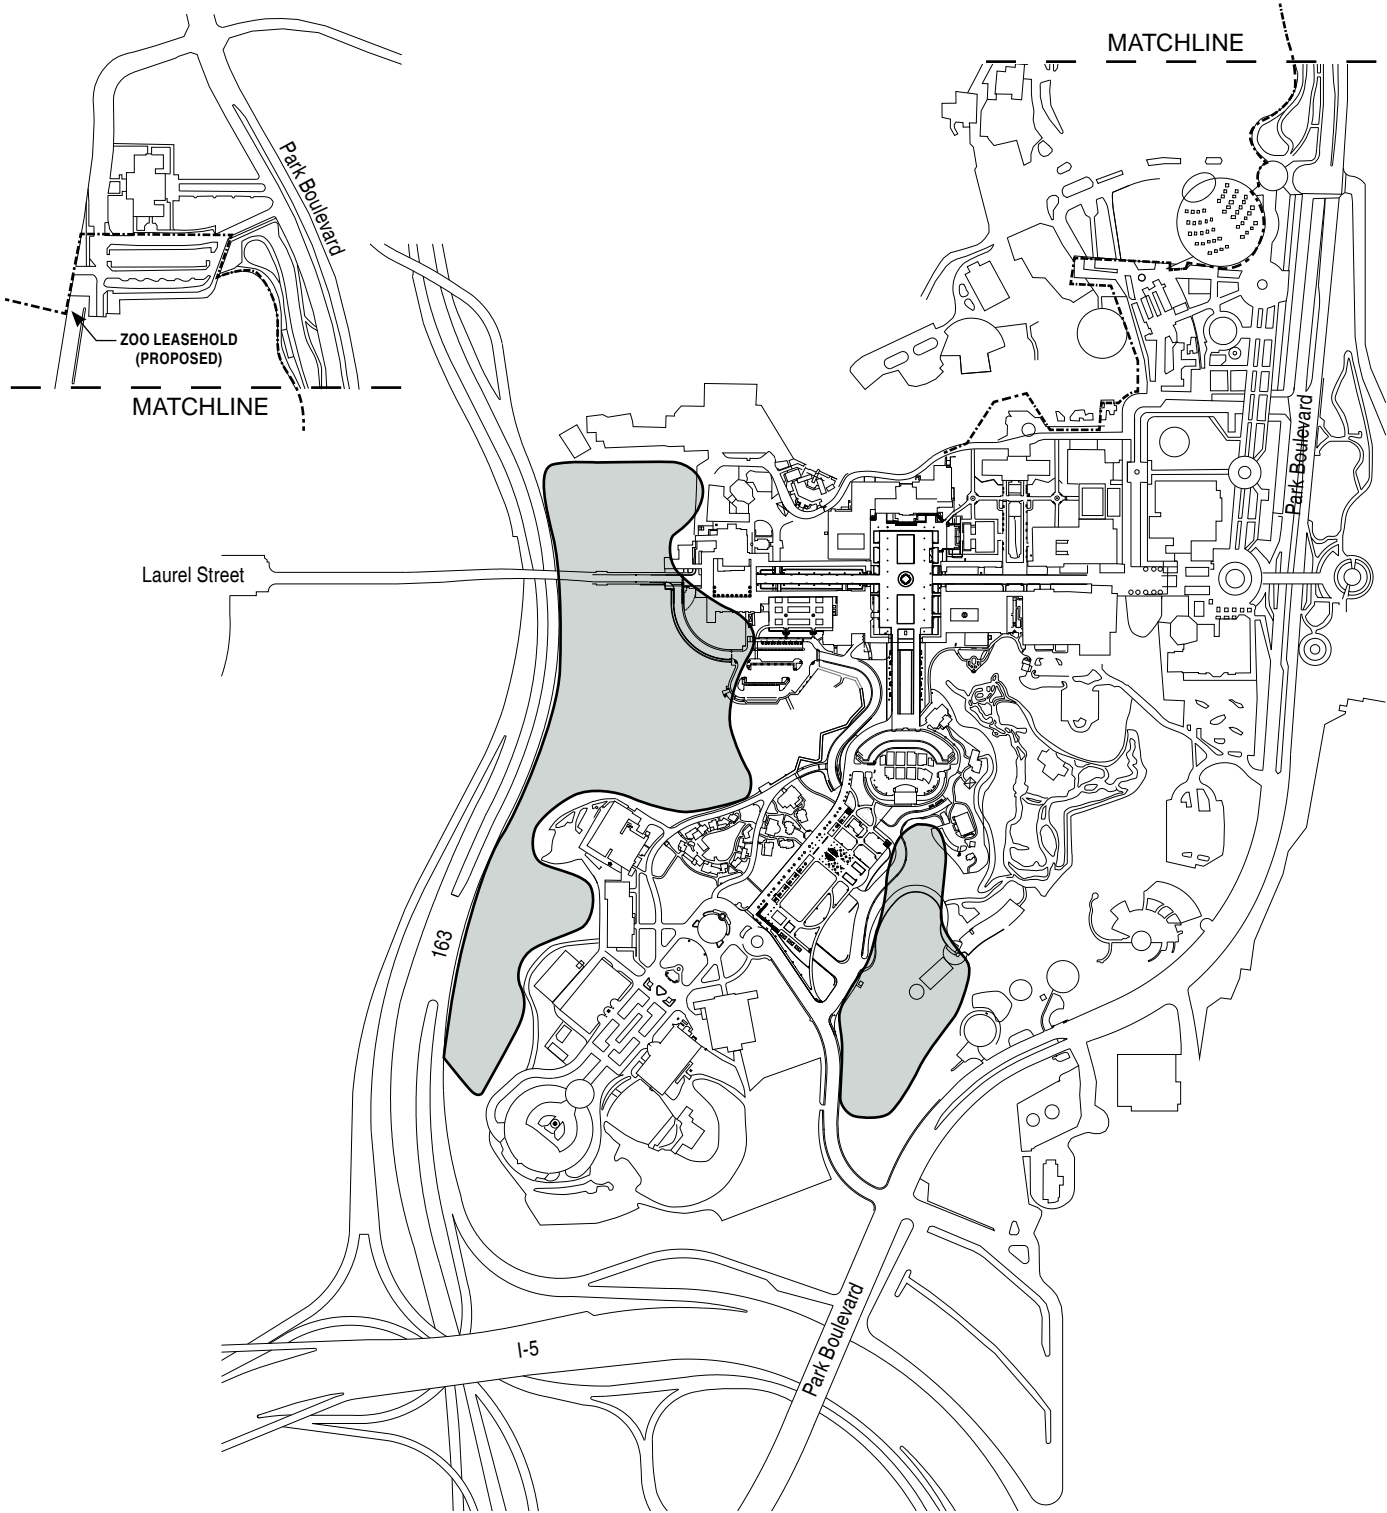 MATCHLINE
Park Boulevard
ZOO LEASEHOLD
(PROPOSED)
MATCHLINE
Park Boulevard
Laurel Street
163
I-5
Park Boulevard